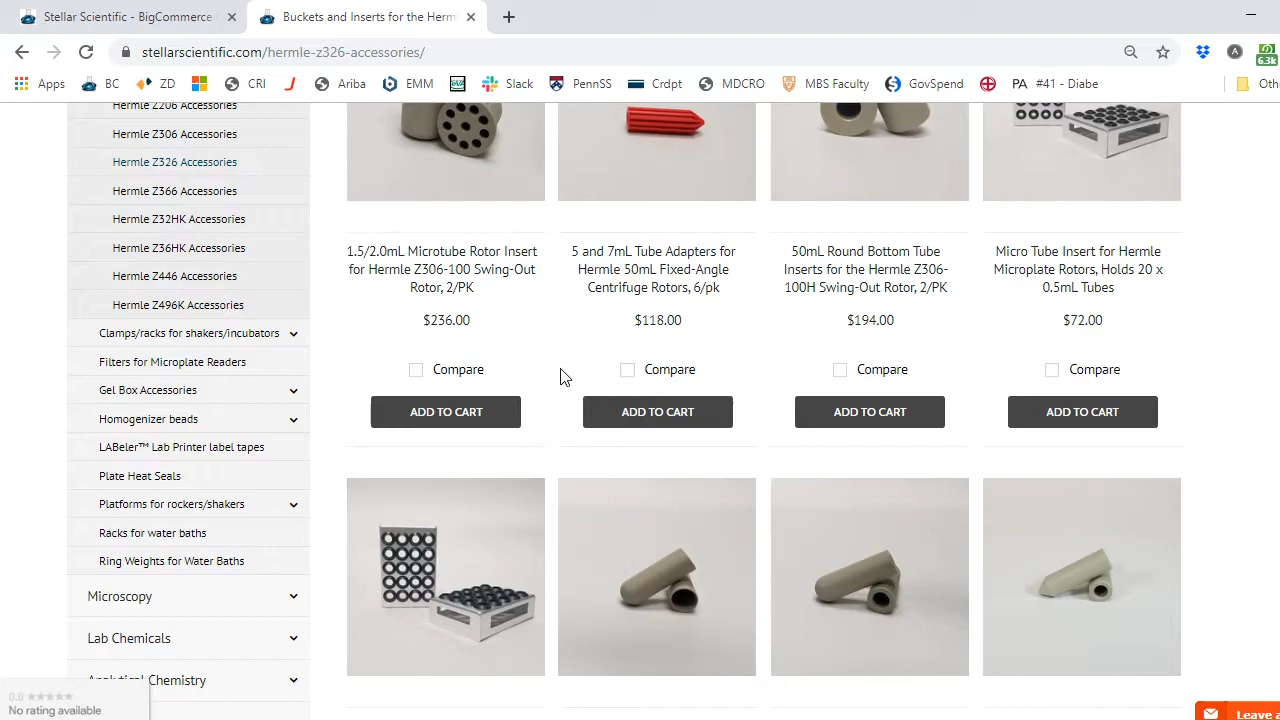 Stellar Scientific - BigCommerce
Buckets and Inserts for the Herm
stellarscientific.com/hermle-z326-accessories/
Apps
BC
ZD
CRI
Ariba
EMM
Slack
PennSS
Crdpt
MDCRO
MBS Faculty
GovSpend
PA #41 - Diabe
Oth
6.3k
Hermle Z206 Accessories
Hermle Z306 Accessories
Hermle Z326 Accessories
Hermle Z366 Accessories
Hermle Z32HK Accessories
Hermle Z36HK Accessories
Hermle Z446 Accessories
Hermle Z496K Accessories
Clamps/racks for shakers/incubators
Filters for Microplate Readers
Gel Box Accessories
Homogenizer beads
LABeler™ Lab Printer label tapes
Plate Heat Seals
Platforms for rockers/shakers
Racks for water baths
Ring Weights for Water Baths
Microscopy
Lab Chemicals
Analytical Chemistry
0.0
No rating available
1.5/2.0mL Microtube Rotor Insert
for Hermle Z306-100 Swing-Out
Rotor, 2/PK
$236.00
Compare
ADD TO CART
5 and 7mL Tube Adapters for
Hermle 50mL Fixed-Angle
Centrifuge Rotors, 6/pk
$118.00
Compare
ADD TO CART
50mL Round Bottom Tube
Inserts for the Hermle Z306-
100H Swing-Out Rotor, 2/PK
$194.00
Compare
ADD TO CART
Micro Tube Insert for Hermle
Microplate Rotors, Holds 20 x
0.5mL Tubes
$72.00
Compare
ADD TO CART
Leave a